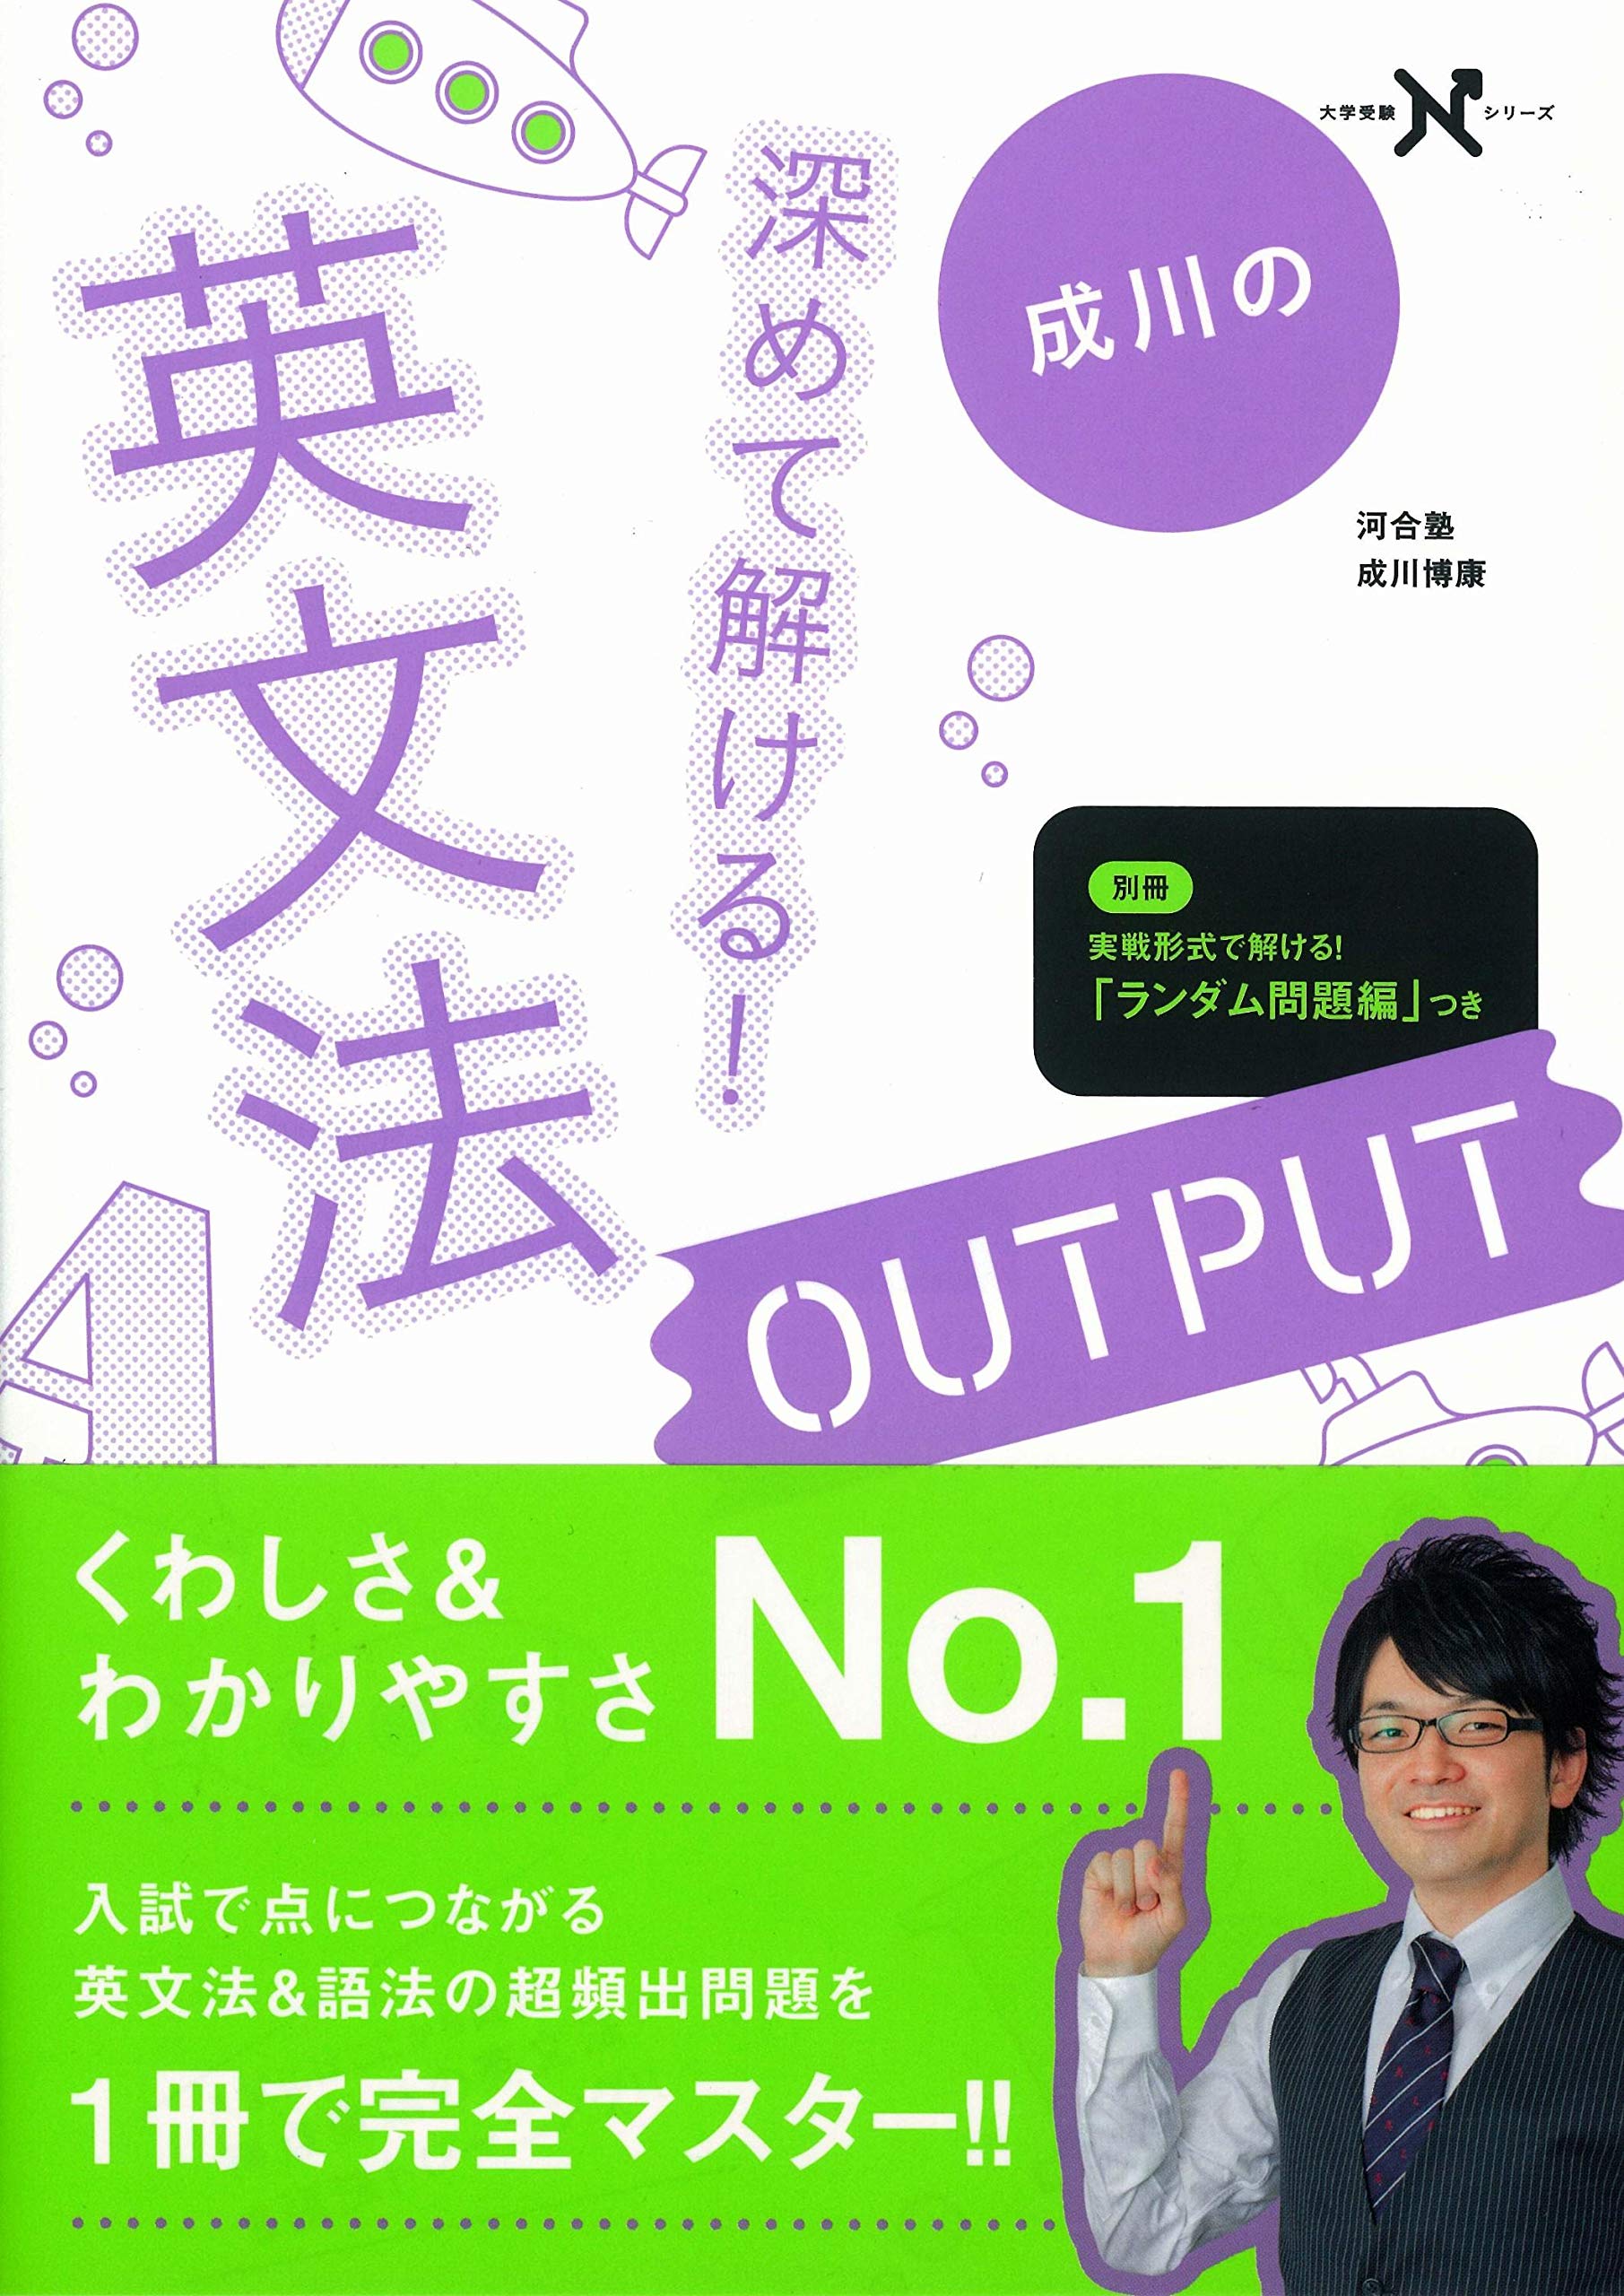 大学受験Nシリーズ
成川の
河合塾
成川博康
深めて解ける!
英文法
別冊
実戦形式で解ける!
「ランダム問題編」つき
OUTPUT
くわしさ&
わかりやすさ
No.1
入試で点につながる
英文法&語法の超頻出問題を
1冊で完全マスター!!